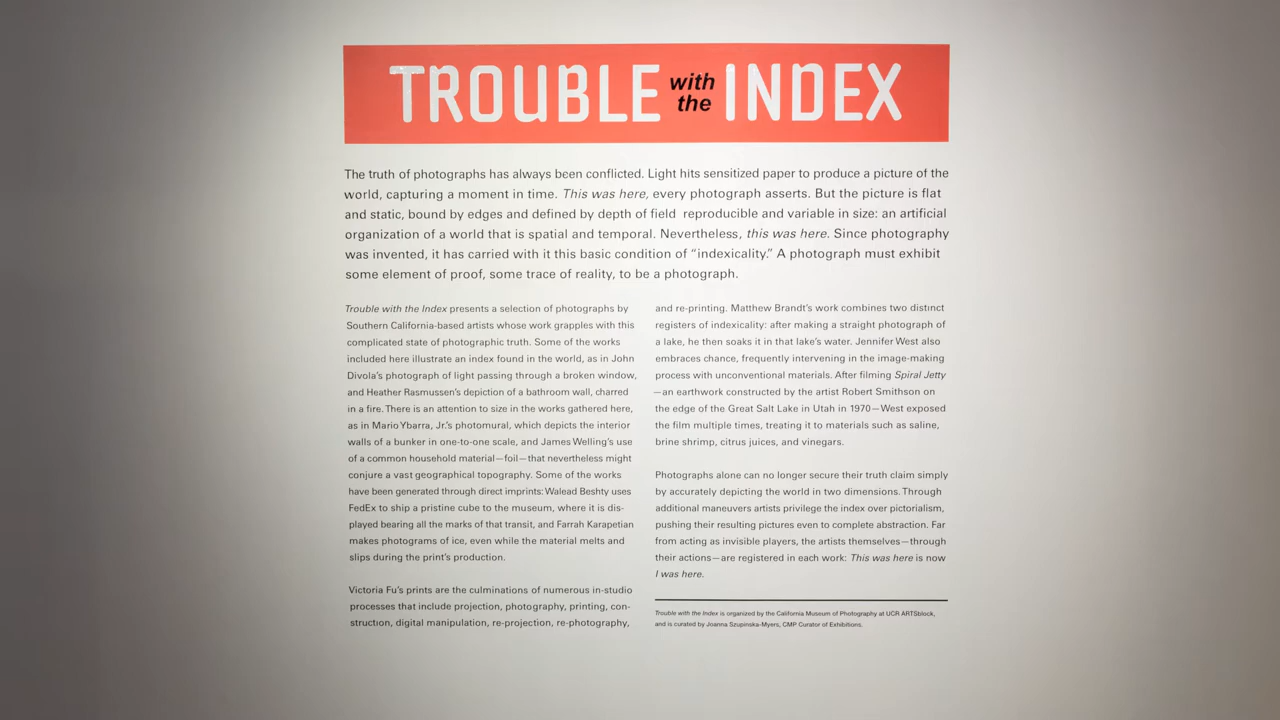 TROUBLE with the INDEX
The truth of photographs has always been conflicted. Light hits sensitized paper to produce a picture of the
world, capturing a moment in time. This was here, every photograph asserts. But the picture is flat
and static, bound by edges and defined by depth of field reproducible and variable in size: an artificial
organization of a world that is spatial and temporal. Nevertheless, this was here. Since photography
was invented, it has carried with it this basic condition of “indexicality.” A photograph must exhibit
some element of proof, some trace of reality, to be a photograph.
Trouble with the Index presents a selection of photographs by
Southern California-based artists whose work grapples with this
complicated state of photographic truth. Some of the works
included here illustrate an index found in the world, as in John
Divola's photograph of light passing through a broken window,
and Heather Rasmussen's depiction of a bathroom wall, charred
in a fire. There is an attention to size in the works gathered here,
as in Mario Ybarra, Jr.'s photomural, which depicts the interior
walls of a bunker in one-to-one scale, and James Welling's use
of a common household material—foil—that nevertheless might
conjure a vast geographical topography. Some of the works
have been generated through direct imprints: Walead Beshty uses
FedEx to ship a pristine cube to the museum, where it is dis-
played bearing all the marks of that transit, and Farrah Karapetian
makes photograms of ice, even while the material melts and
slips during the print's production.
Victoria Fu's prints are the culminations of numerous in-studio
processes that include projection, photography, printing, con-
struction, digital manipulation, re-projection, re-photography,
and re-printing. Matthew Brandt's work combines two distinct
registers of indexicality: after making a straight photograph of
a lake, he then soaks it in that lake's water. Jennifer West also
embraces chance, frequently intervening in the image-making
process with unconventional materials. After filming Spiral Jetty
—an earthwork constructed by the artist Robert Smithson on
the edge of the Great Salt Lake in Utah in 1970—West exposed
the film multiple times, treating it to materials such as saline,
brine shrimp, citrus juices, and vinegars.
Photographs alone can no longer secure their truth claim simply
by accurately depicting the world in two dimensions. Through
additional maneuvers artists privilege the index over pictorialism,
pushing their resulting pictures even to complete abstraction. Far
from acting as invisible players, the artists themselves—through
their actions—are registered in each work: This was here is now
I was here.
Trouble with the Index is organized by the California Museum of Photography at UCR ARTSblock,
and is curated by Joanna Szupinska-Myers, CMP Curator of Exhibitions.